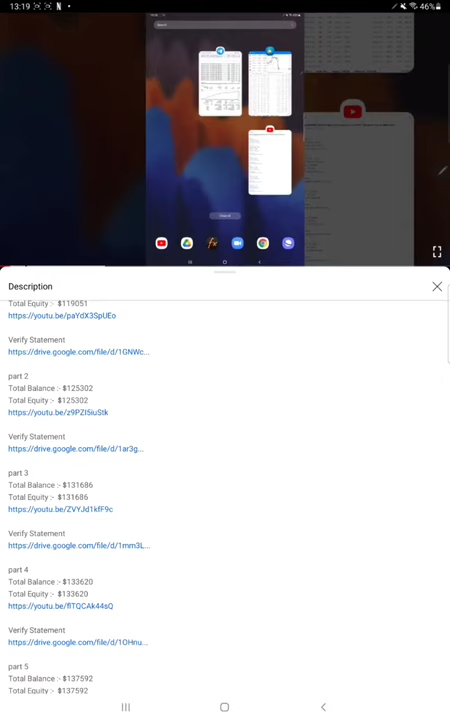 13:19
46%
Search
Close all
Description
Total Equity :- $119051
https://youtu.be/paYdX3SpUEo
Verify Statement
https://drive.google.com/file/d/1GNWc...
part 2
Total Balance :- $125302
Total Equity :- $125302
https://youtu.be/z9PZI5iuStk
Verify Statement
https://drive.google.com/file/d/1ar3g...
part 3
Total Balance :- $131686
Total Equity :- $131686
https://youtu.be/ZVYJd1kfF9c
Verify Statement
https://drive.google.com/file/d/1mm3L...
part 4
Total Balance :- $133620
Total Equity :- $133620
https://youtu.be/flTQCAk44sQ
Verify Statement
https://drive.google.com/file/d/1OHnu...
part 5
Total Balance :- $137592
Total Equity :- $137592